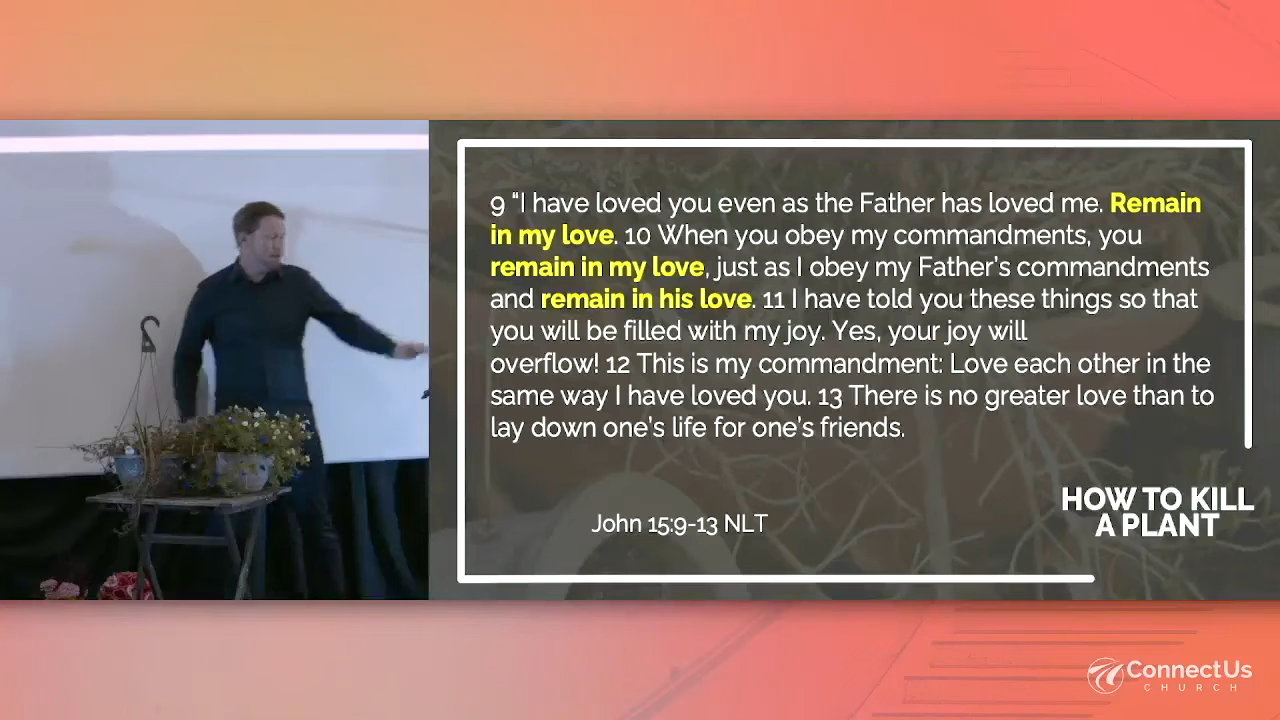 9 “I have loved you even as the Father has loved me. Remain
in my love. 10 When you obey my commandments, you
remain in my love, just as I obey my Father’s commandments
and remain in his love. 11 I have told you these things so that
you will be filled with my joy. Yes, your joy will
overflow! 12 This is my commandment: Love each other in the
same way I have loved you. 13 There is no greater love than to
lay down one’s life for one’s friends.
John 15:9-13 NLT
HOW TO KILL
A PLANT
ConnectUs
CHURCH